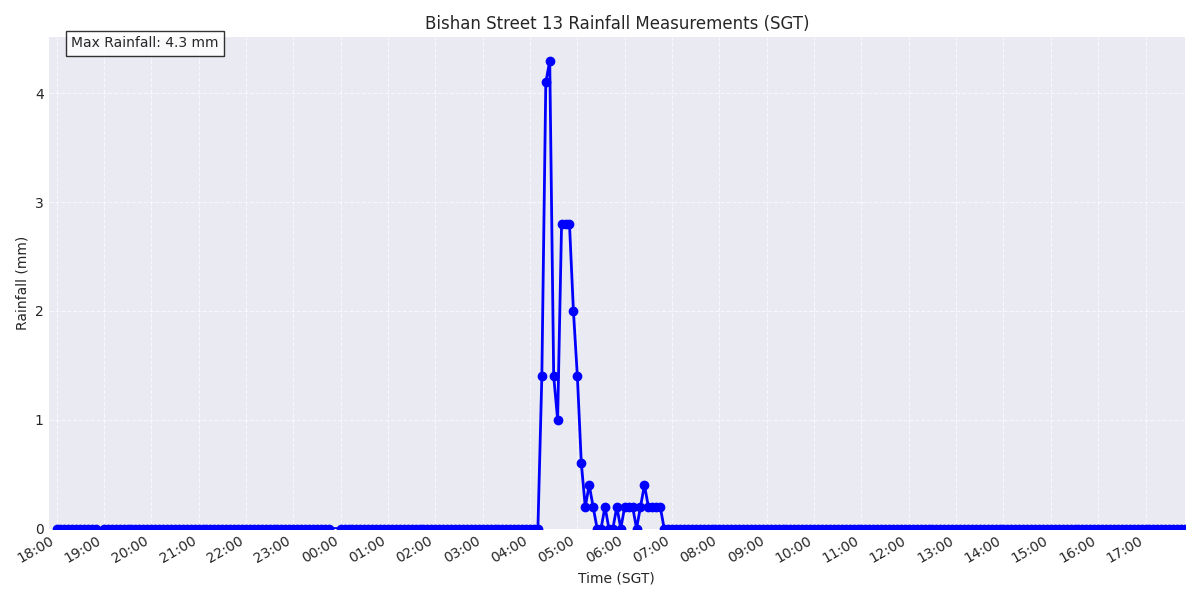 Bishan Street 13 Rainfall Measurements (SGT)
Max Rainfall: 4.3 mm
Rainfall (mm)
4
3
2
1
0
18:00 19:00 20:00 21:00 22:00 23:00 00:00 01:00 02:00 03:00 04:00 05:00 06:00 07:00 08:00 09:00 10:00 11:00 12:00 13:00 14:00 15:00 16:00 17:00
Time (SGT)